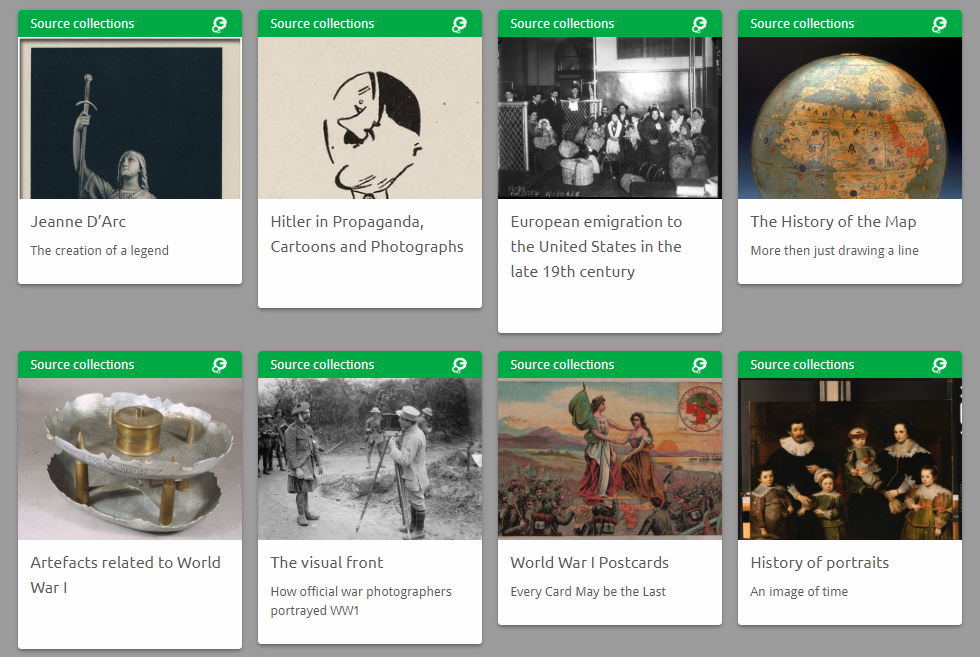 Source collections
Jeanne D’Arc
The creation of a legend
Source collections
Hitler in Propaganda,
Cartoons and Photographs
Source collections
European emigration to
the United States in the
late 19th century
Source collections
The History of the Map
More then just drawing a line
Source collections
Artefacts related to World
War I
Source collections
The visual front
How official war photographers
portrayed WW1
Source collections
World War I Postcards
Every Card May be the Last
Source collections
History of portraits
An image of time